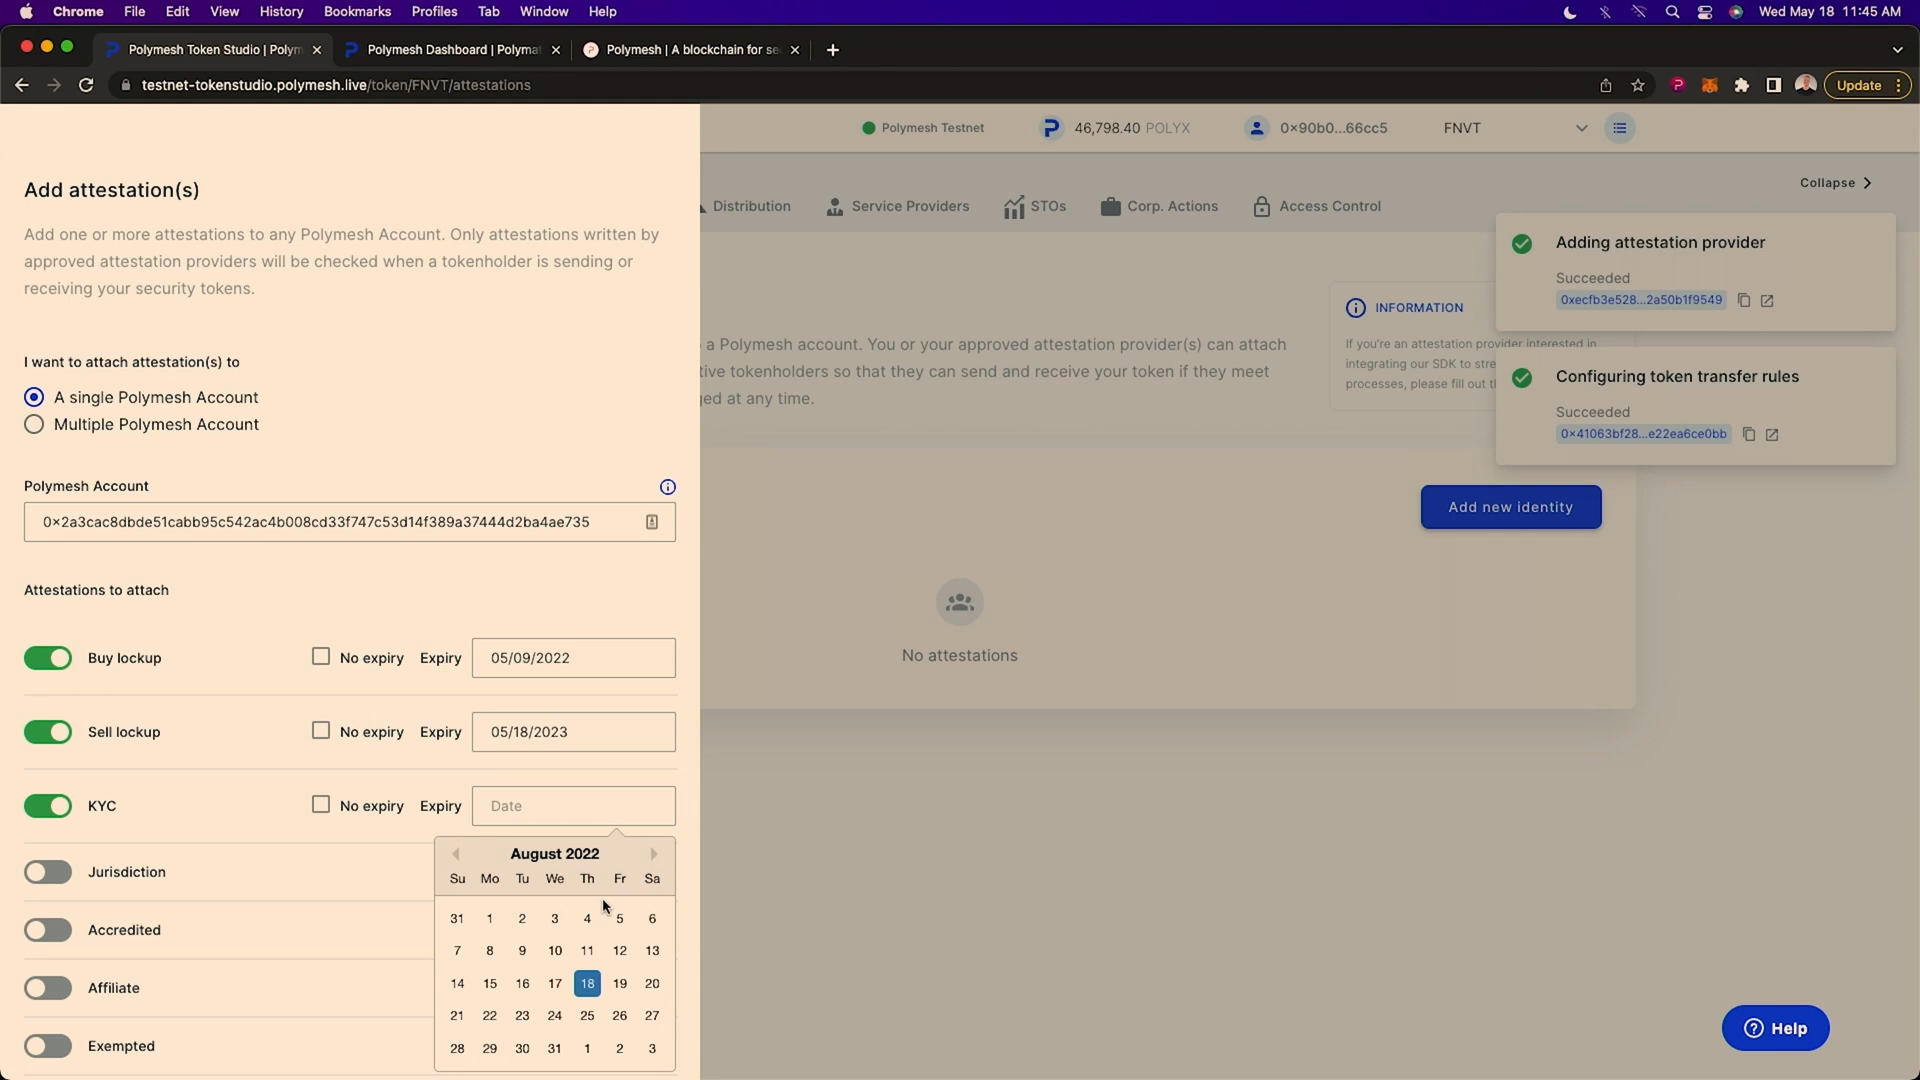 Chrome File Edit View History Bookmarks Profiles Tab Window Help Wed May 18 11:45 AM
Polymesh Token Studio | Polym Polymesh Dashboard | Polyma Polymesh | A blockchain for se
testnet-tokenstudio.polymesh.live/token/FNVT/attestations Update
Polymesh Testnet 46,798.40 POLYX 0×90b0...66cc5 FNVT
Collapse
Distribution Service Providers STOs Corp. Actions Access Control
Add attestation(s)
Add one or more attestations to any Polymesh Account. Only attestations written by
approved attestation providers will be checked when a tokenholder is sending or
receiving your security tokens.
I want to attach attestation(s) to
A single Polymesh Account
Multiple Polymesh Account
Polymesh Account
0×2a3cac8dbde51cabb95c542ac4b008cd33f747c53d14f389a37444d2ba4ae735
Attestations to attach
Buy lockup No expiry Expiry 05/09/2022
Sell lockup No expiry Expiry 05/18/2023
KYC No expiry Expiry Date
Jurisdiction
Accredited
Affiliate
Exempted
August 2022
Su Mo Tu We Th Fr Sa
31 1 2 3 4 5 6
7 8 9 10 11 12 13
14 15 16 17 18 19 20
21 22 23 24 25 26 27
28 29 30 31 1 2 3
a Polymesh account. You or your approved attestation provider(s) can attach
tive tokenholders so that they can send and receive your token if they meet
ged at any time.
INFORMATION
If you're an attestation provider interested in
integrating our SDK to stre
processes, please fill out t
Adding attestation provider
Succeeded
0xecfb3e528...2a50b1f9549
Configuring token transfer rules
Succeeded
0×41063bf28...e22ea6ce0bb
Add new identity
No attestations
Help